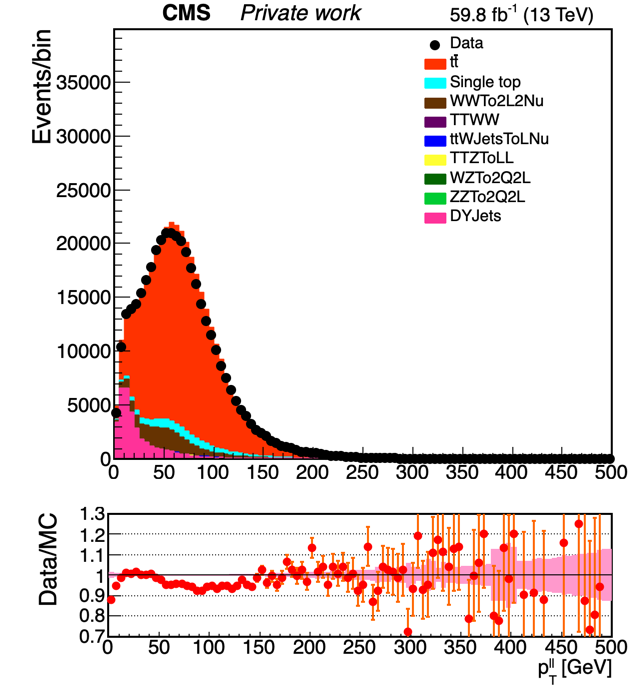 CMS Private work 59.8 fb⁻¹ (13 TeV)
Events/bin
35000
30000
25000
20000
15000
10000
5000
0
Data
tt̄
Single top
WWTo2L2Nu
TTWW
ttWJetsToLNu
TTZToLL
WZTo2Q2L
ZZTo2Q2L
DYJets
0 50 100 150 200 250 300 350 400 450 500
Data/MC
1.3
1.2
1.1
1
0.9
0.8
0.7
0 50 100 150 200 250 300 350 400 450 500
p_T^ll [GeV]